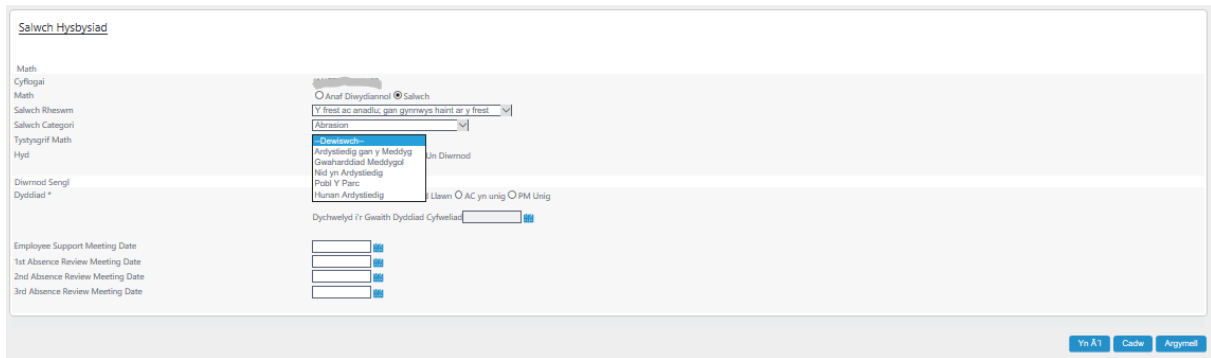 Salwch Hysbysiad
Math
Cyflogai
Math Anaf Diwydiannol Salwch
Salwch Rheswm Y frest ac anadlu; gan gynnwys haint ar y frest
Salwch Categori Abrasion
Tystysgrif Math --Dewiswch--
Ardystiedig gan y Meddyg
Hyd Gwaharddiad Meddygol Un Diwrnod
Nid yn Ardystiedig
Diwrnod Sengl Pobl Y Parc
Dyddiad * Hunan Ardystiedig Llawn AC yn unig PM Unig
Dychwelyd i'r Gwaith Dyddiad Cyfweliad
Employee Support Meeting Date
1st Absence Review Meeting Date
2nd Absence Review Meeting Date
3rd Absence Review Meeting Date
Yn Ã'l Cadw Argymell